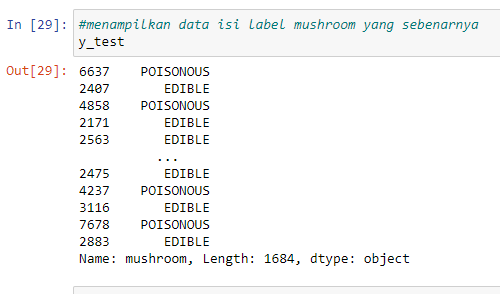 In [29]: #menampilkan data isi label mushroom yang sebenarnya
y_test
Out[29]: 6637 POISONOUS
2407 EDIBLE
4858 POISONOUS
2171 EDIBLE
2563 EDIBLE
...
2475 EDIBLE
4237 POISONOUS
3116 EDIBLE
7678 POISONOUS
2883 EDIBLE
Name: mushroom, Length: 1684, dtype: object